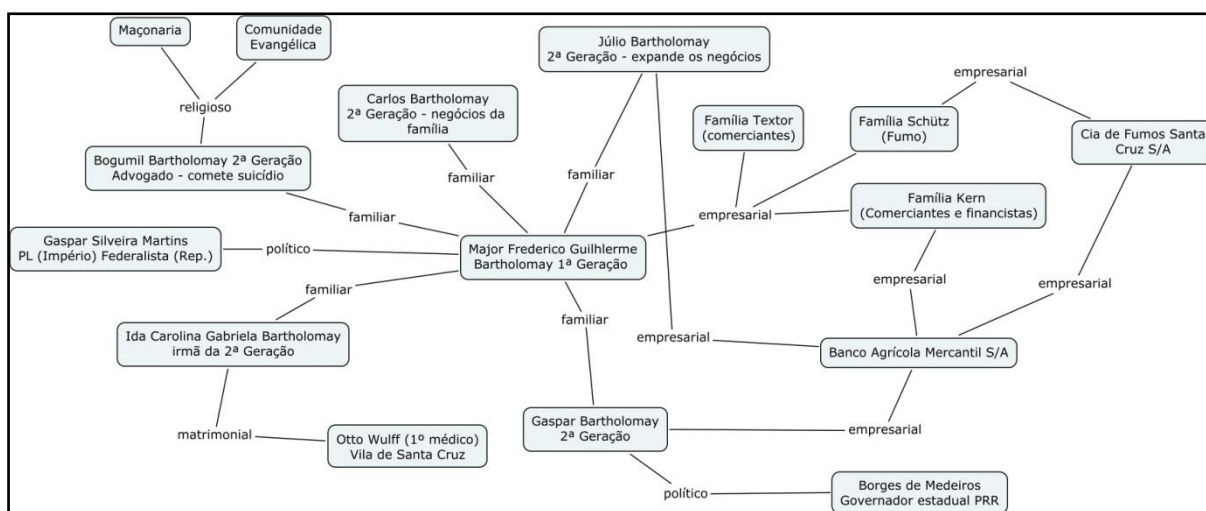 Maçonaria
Comunidade
Evangélica
religioso
Bogumil Bartholomay 2ª Geração
Advogado - comete suicídio
familiar
Carlos Bartholomay
2ª Geração - negócios da
família
familiar
Júlio Bartholomay
2ª Geração - expande os negócios
familiar
Família Textor
(comerciantes)
Família Schütz
(Fumo)
empresarial
Cia de Fumos Santa
Cruz S/A
empresarial
Família Kern
(Comerciantes e financistas)
Gaspar Silveira Martins
PL (Império) Federalista (Rep.)
político
Major Frederico Guilhlerme
Bartholomay 1ª Geração
familiar
familiar
empresarial
empresarial
Ida Carolina Gabriela Bartholomay
irmã da 2ª Geração
empresarial
Banco Agrícola Mercantil S/A
matrimonial
Otto Wulff (1º médico)
Vila de Santa Cruz
Gaspar Bartholomay
2ª Geração
empresarial
político
Borges de Medeiros
Governador estadual PRR